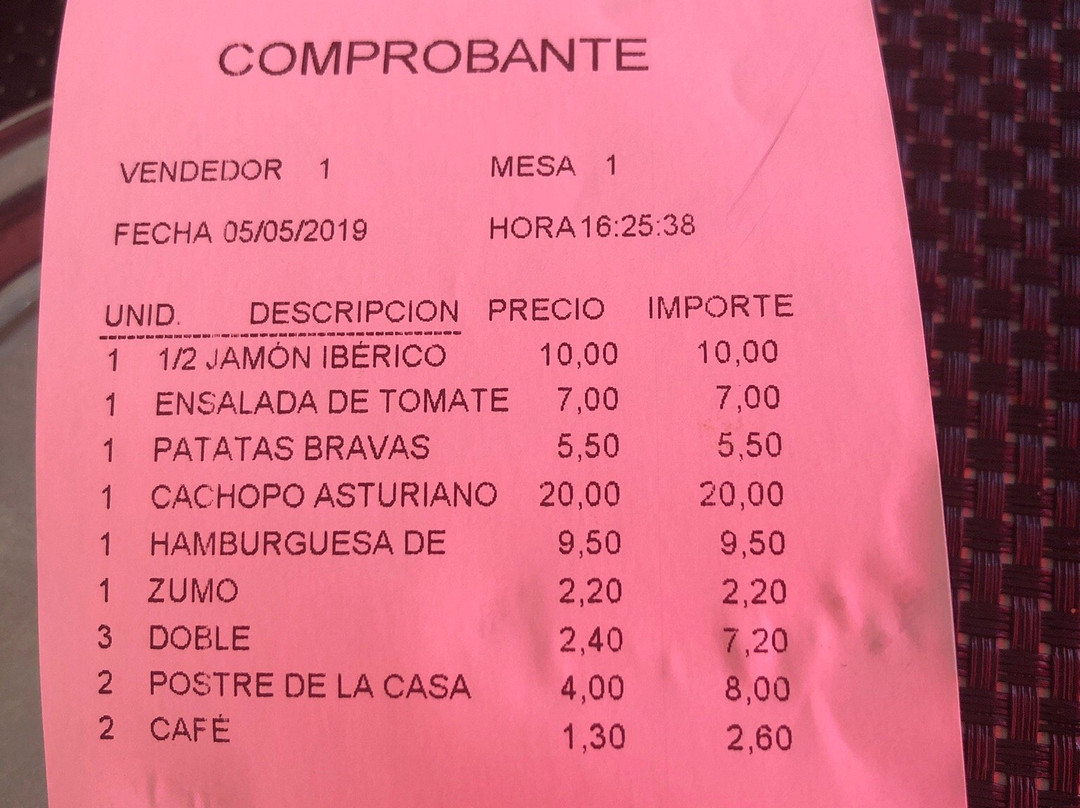 COMPROBANTE
VENDEDOR 1 MESA 1
FECHA 05/05/2019 HORA 16:25:38
UNID. DESCRIPCION PRECIO IMPORTE
1 1/2 JAMÓN IBÉRICO 10,00 10,00
1 ENSALADA DE TOMATE 7,00 7,00
1 PATATAS BRAVAS 5,50 5,50
1 CACHOPO ASTURIANO 20,00 20,00
1 HAMBURGUESA DE 9,50 9,50
1 ZUMO 2,20 2,20
3 DOBLE 2,40 7,20
2 POSTRE DE LA CASA 4,00 8,00
2 CAFÉ 1,30 2,60